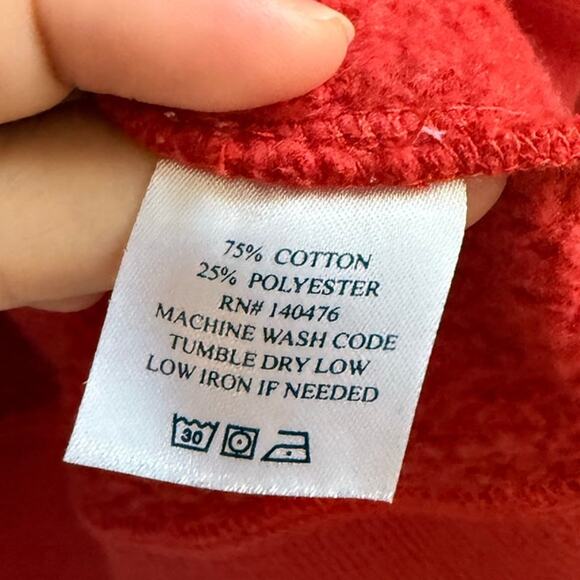 75% COTTON
25% POLYESTER
RN# 140476
MACHINE WASH CODE
TUMBLE DRY LOW
LOW IRON IF NEEDED
30